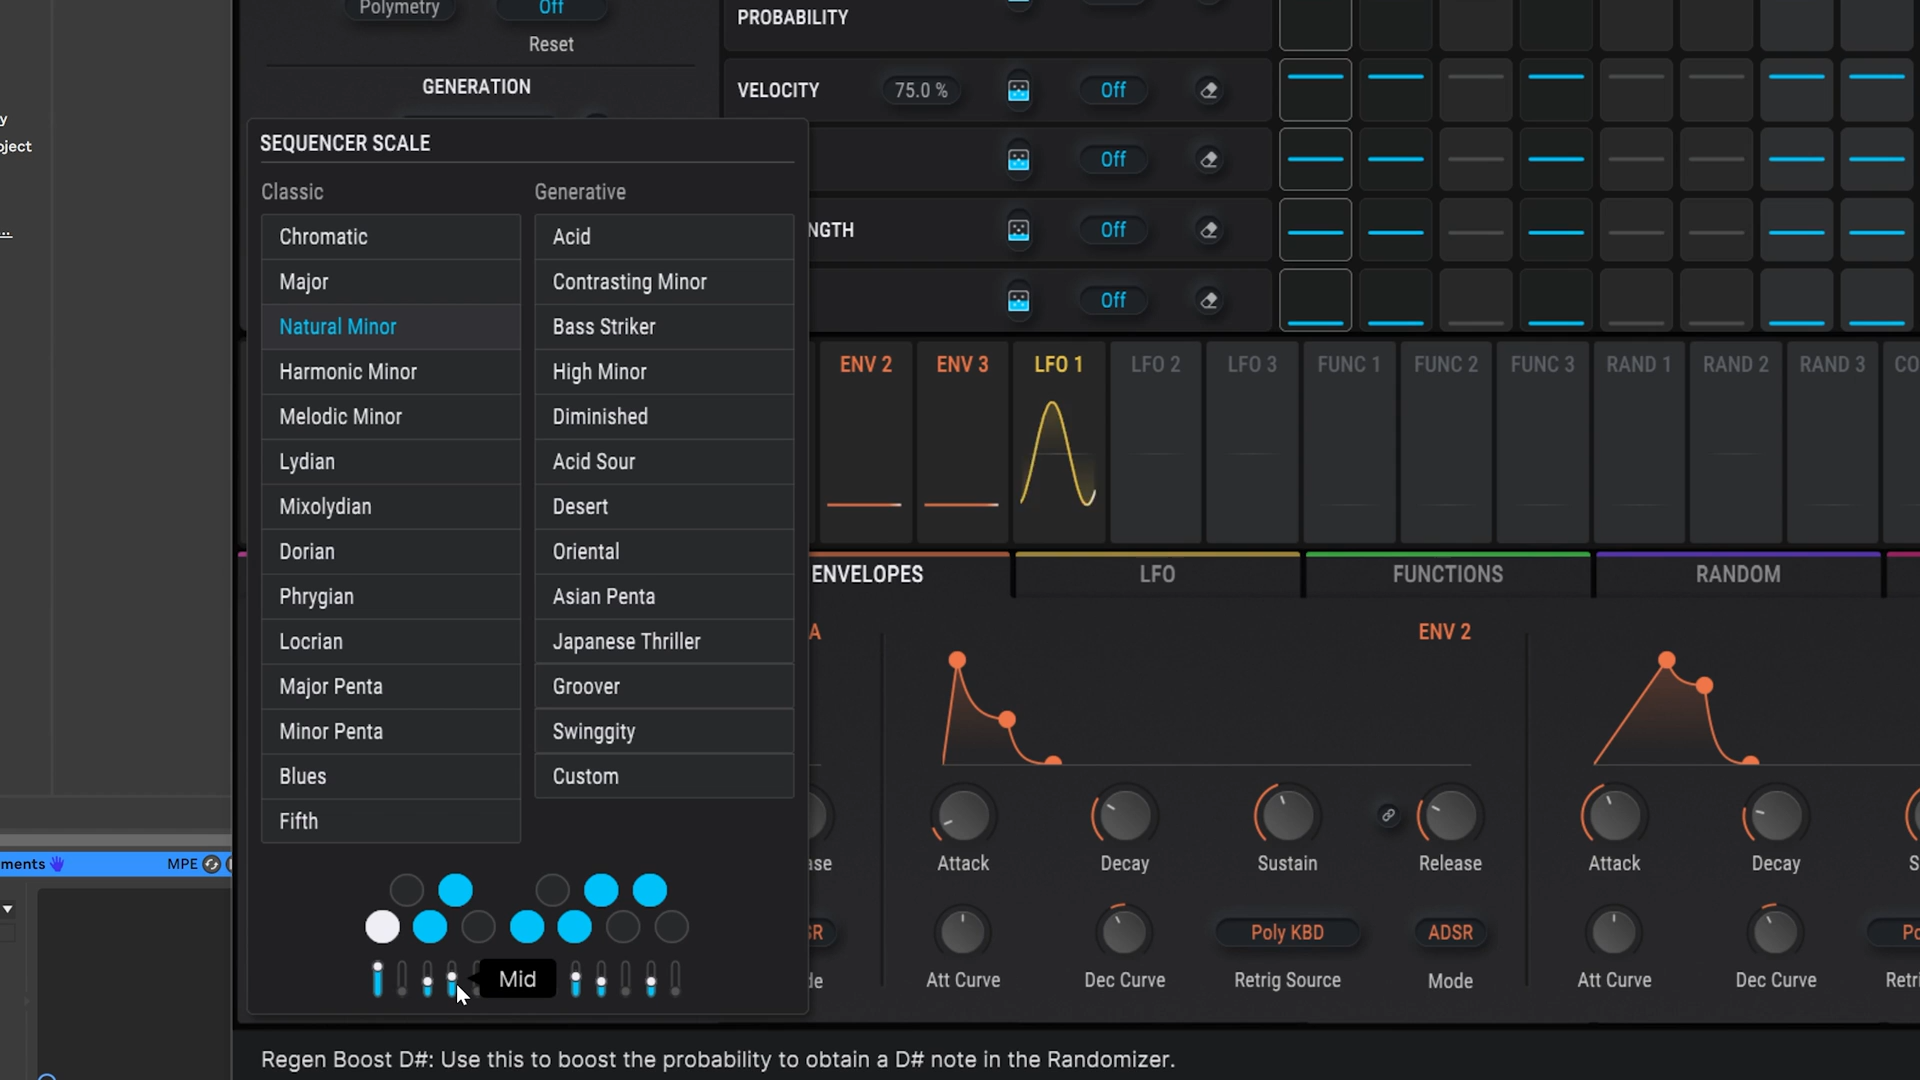 Polymetry
Off
Reset
GENERATION
PROBABILITY
VELOCITY 75.0 % Off
Off
NGTH Off
Off
y
oject
...
SEQUENCER SCALE
Classic
Chromatic
Major
Natural Minor
Harmonic Minor
Melodic Minor
Lydian
Mixolydian
Dorian
Phrygian
Locrian
Major Penta
Minor Penta
Blues
Fifth
Generative
Acid
Contrasting Minor
Bass Striker
High Minor
Diminished
Acid Sour
Desert
Oriental
Asian Penta
Japanese Thriller
Groover
Swinggity
Custom
Mid
ENV 2 ENV 3 LFO 1 LFO 2 LFO 3 FUNC 1 FUNC 2 FUNC 3 RAND 1 RAND 2 RAND 3 CO
ENVELOPES LFO FUNCTIONS RANDOM
A ENV 2
ase Attack Decay Sustain Release Attack Decay S
SR Poly KBD ADSR Po
de Att Curve Dec Curve Retrig Source Mode Att Curve Dec Curve Retri
ments MPE
Regen Boost D#: Use this to boost the probability to obtain a D# note in the Randomizer.